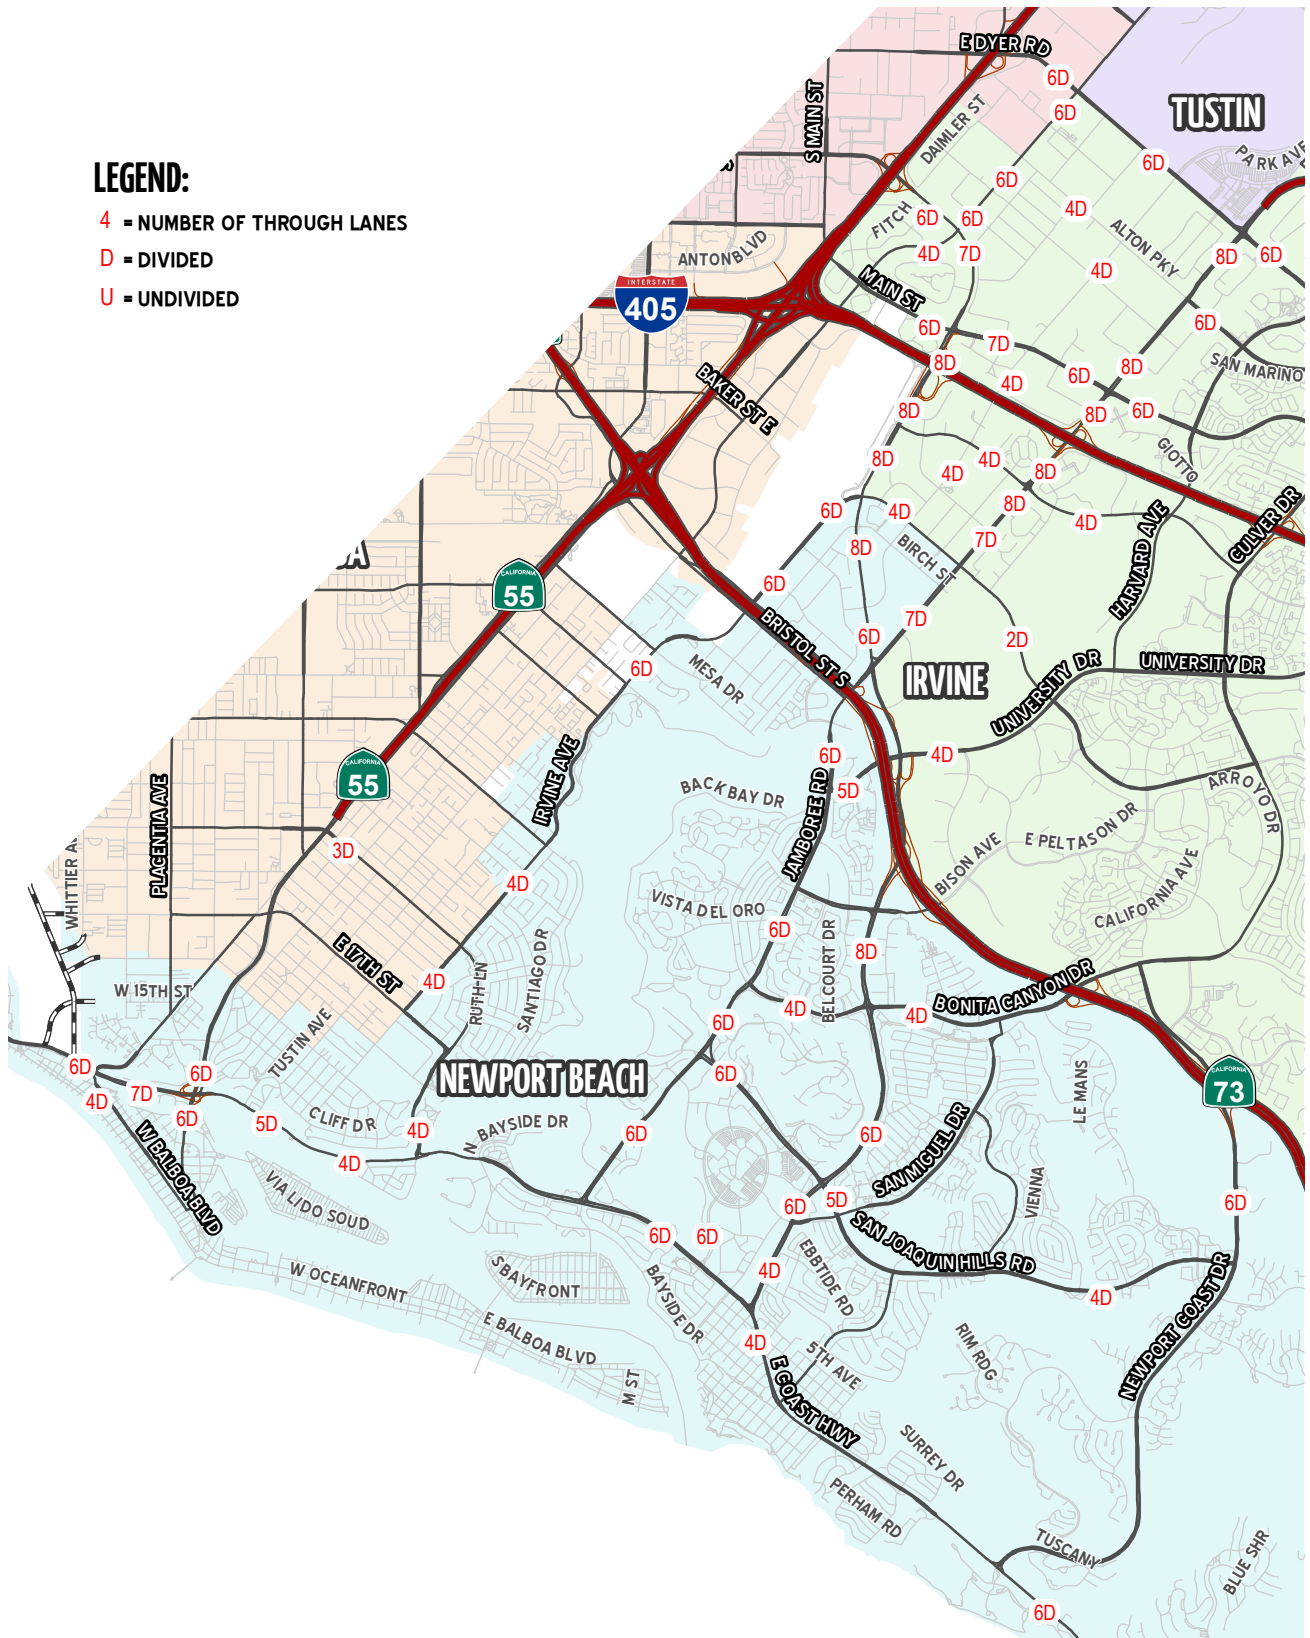 E DYER RD
6D
TUSTIN
6D
S MAIN ST
DAIMLER ST
PARK AVE
6D
LEGEND:
6D
4 = NUMBER OF THROUGH LANES
4D
FITCH
6D
6D
ALTON PKY
D = DIVIDED
ANTON BLVD
4D
7D
8D
6D
4D
U = UNDIVIDED
MAIN ST
INTERSTATE
405
6D
6D
7D
8D
8D
SAN MARINO
BAKER ST E
4D
6D
8D
8D
6D
GIOTTO
8D
4D
4D
8D
6D
4D
8D
4D
HARVARD AVE
CULVER DR
8D
BIRCH ST
7D
CALIFORNIA
55
6D
BRISTOL ST S
7D
6D
2D
6D
MESA DR
IRVINE
UNIVERSITY DR
UNIVERSITY DR
IRVINE AVE
6D
4D
CALIFORNIA
55
PLACENTIA AVE
BACK BAY DR
JAMBOREE RD
5D
ARROYO DR
WHITTIER A
3D
E PELTASON DR
BISON AVE
4D
CALIFORNIA AVE
VISTA DEL ORO
6D
BELCOURT DR
E 17TH ST
SANTIAGO DR
8D
RUTH LN
4D
W 15TH ST
BONITA CANYON DR
4D
4D
6D
TUSTIN AVE
6D
6D
NEWPORT BEACH
6D
LE MANS
CALIFORNIA
73
7D
4D
6D
5D
CLIFF DR
4D
N BAYSIDE DR
6D
6D
W BALBOA BLVD
4D
SAN MIGUEL DR
VIA LIDO SOUD
VIENNA
6D
5D
6D
6D
6D
SAN JOAQUIN HILLS RD
4D
EBBTIDE RD
W OCEANFRONT
S BAYFRONT
BAYSIDE DR
4D
NEWPORT COAST DR
E BALBOA BLVD
4D
5TH AVE
RIM RDG
M ST
E COAST HWY
SURREY DR
PERHAM RD
TUSCANY
BLUE SHR
6D